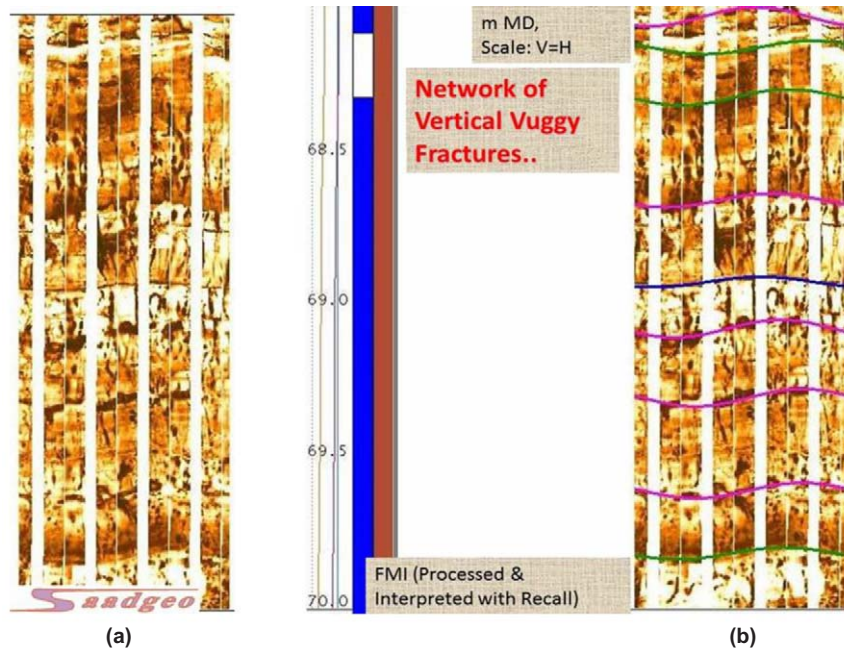 m MD,
Scale: V=H
Network of
Vertical Vuggy
Fractures..
68.5
69.0
69.5
70.0
FMI (Processed &
Interpreted with Recall)
Saadgeo
(a)
(b)